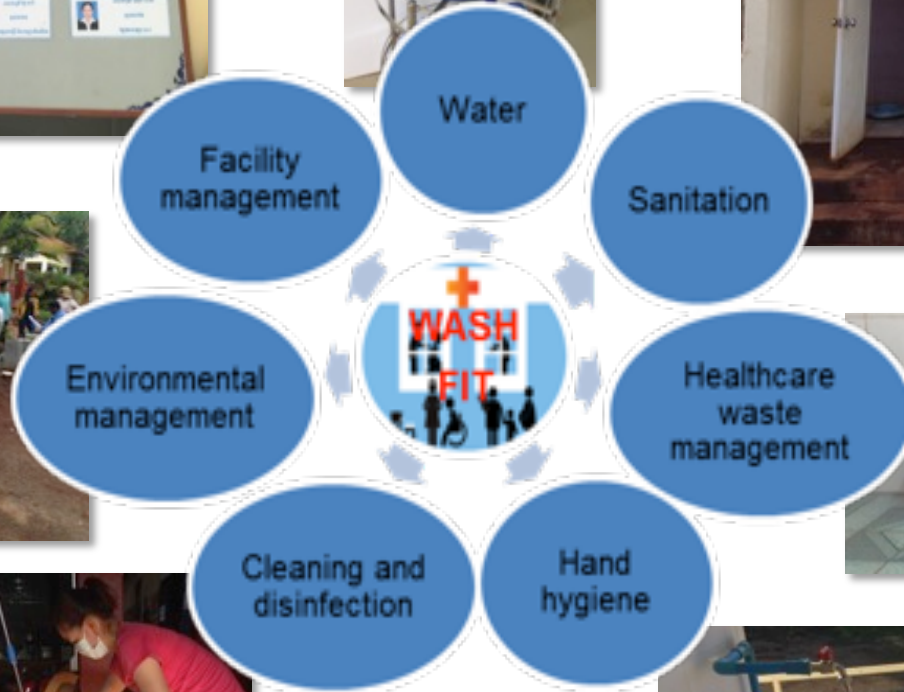 Water
Sanitation
Healthcare
waste
management
Hand
hygiene
Cleaning and
disinfection
Environmental
management
Facility
management
WASH
FIT